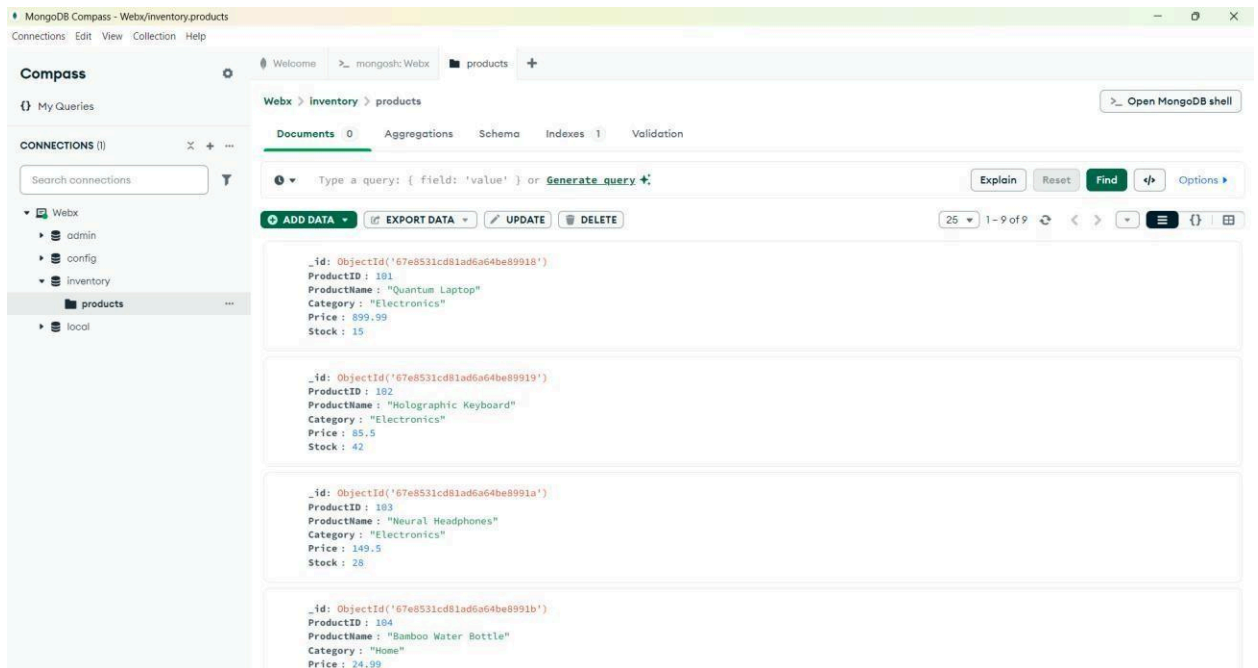 MongoDB Compass - Webx/inventory.products
Connections Edit View Collection Help
Compass
{} My Queries
CONNECTIONS (1)
Search connections
Webx
admin
config
inventory
products
local
Welcome >_ mongosh: Webx products +
Webx > inventory > products
>_ Open MongoDB shell
Documents 0 Aggregations Schema Indexes 1 Validation
Type a query: { field: 'value' } or Generate query
Explain Reset Find </> Options
ADD DATA EXPORT DATA UPDATE DELETE
25 1 - 9 of 9 {}
_id: ObjectId('67e8531cd81ad6a64be89918')
ProductID : 101
ProductName : "Quantum Laptop"
Category : "Electronics"
Price : 899.99
Stock : 15
_id: ObjectId('67e8531cd81ad6a64be89919')
ProductID : 102
ProductName : "Holographic Keyboard"
Category : "Electronics"
Price : 85.5
Stock : 42
_id: ObjectId('67e8531cd81ad6a64be8991a')
ProductID : 103
ProductName : "Neural Headphones"
Category : "Electronics"
Price : 149.5
Stock : 28
_id: ObjectId('67e8531cd81ad6a64be8991b')
ProductID : 104
ProductName : "Bamboo Water Bottle"
Category : "Home"
Price : 24.99